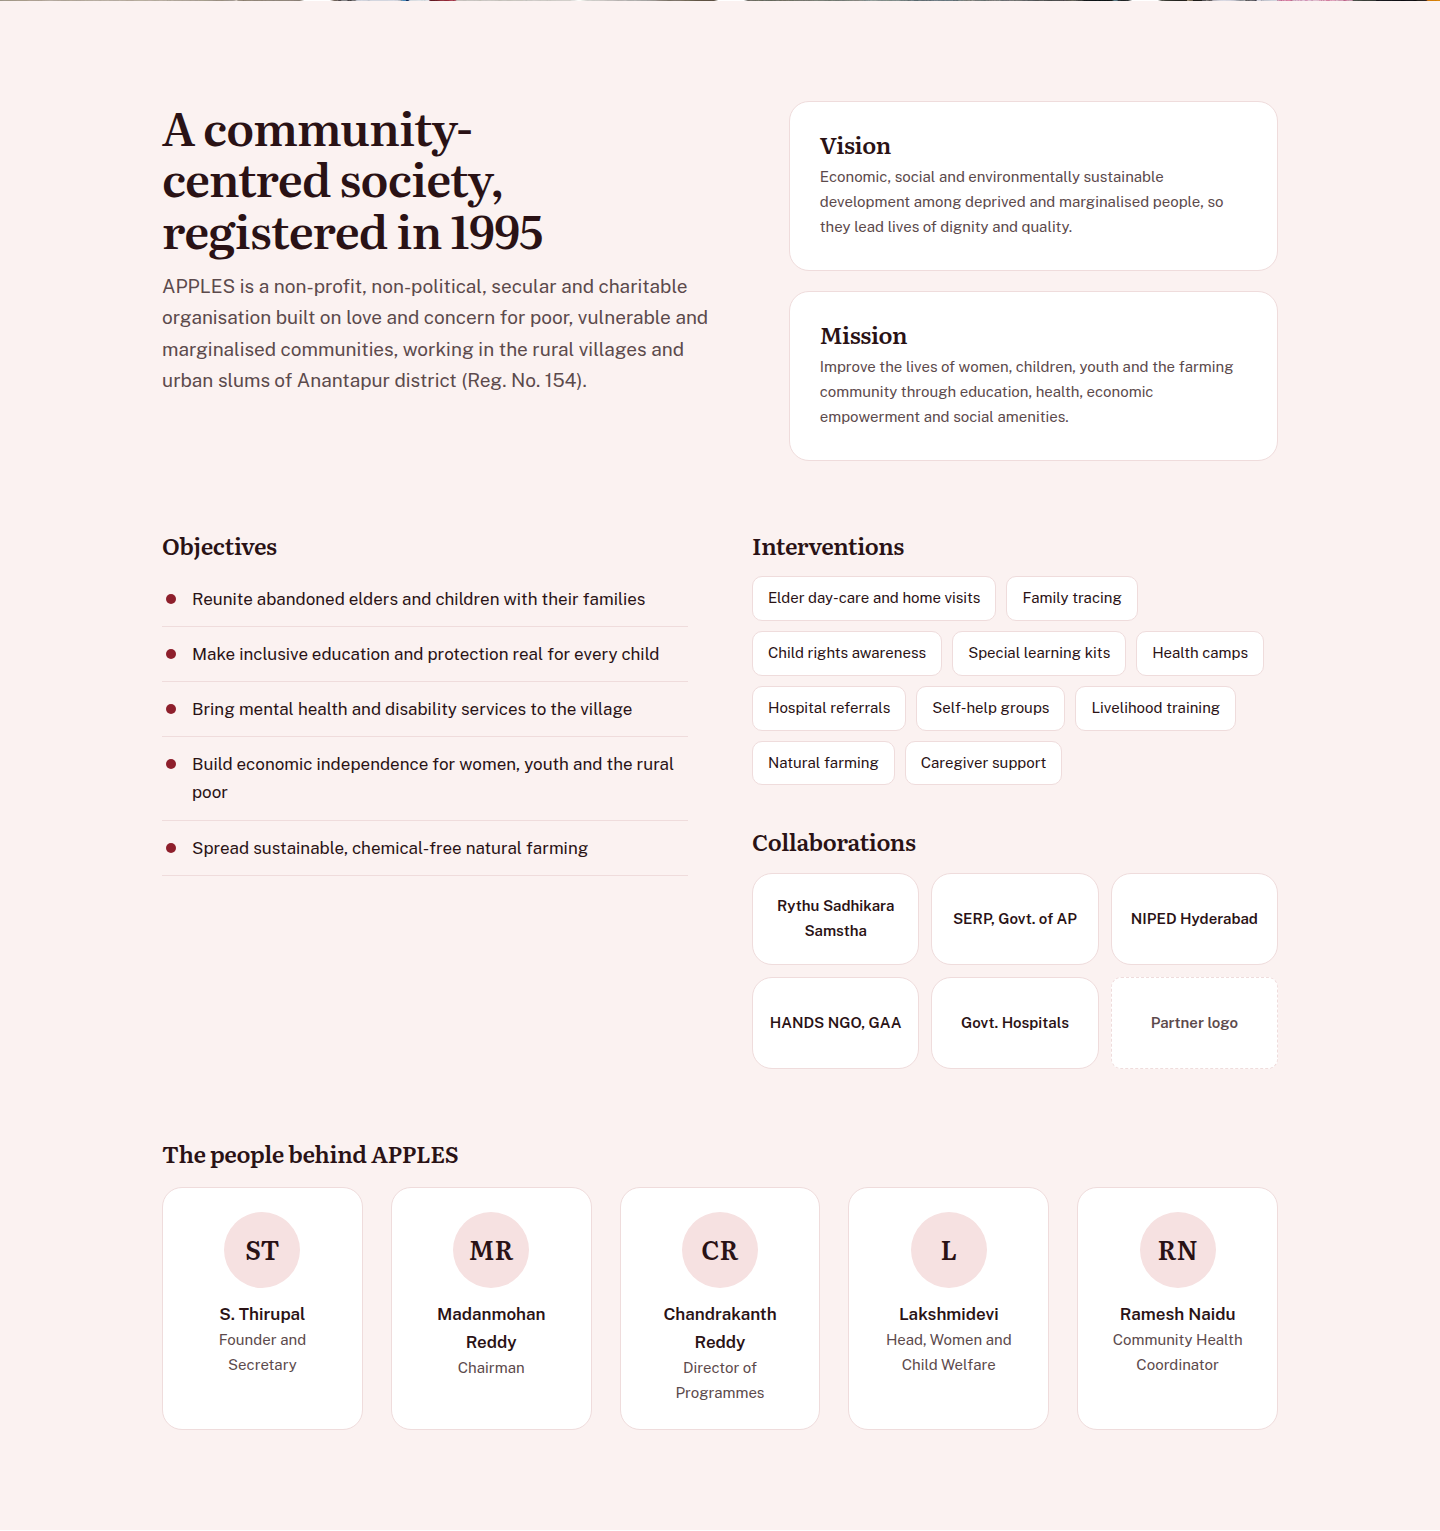 A community-
centred society,
registered in 1995
APPLES is a non-profit, non-political, secular and charitable
organisation built on love and concern for poor, vulnerable and
marginalised communities, working in the rural villages and
urban slums of Anantapur district (Reg. No. 154).
Vision
Economic, social and environmentally sustainable
development among deprived and marginalised people, so
they lead lives of dignity and quality.
Mission
Improve the lives of women, children, youth and the farming
community through education, health, economic
empowerment and social amenities.
Objectives
Reunite abandoned elders and children with their families
Make inclusive education and protection real for every child
Bring mental health and disability services to the village
Build economic independence for women, youth and the rural
poor
Spread sustainable, chemical-free natural farming
Interventions
Elder day-care and home visits
Family tracing
Child rights awareness
Special learning kits
Health camps
Hospital referrals
Self-help groups
Livelihood training
Natural farming
Caregiver support
Collaborations
Rythu Sadhikara
Samstha
SERP, Govt. of AP
NIPED Hyderabad
HANDS NGO, GAA
Govt. Hospitals
Partner logo
The people behind APPLES
ST
S. Thirupal
Founder and
Secretary
MR
Madanmohan
Reddy
Chairman
CR
Chandrakanth
Reddy
Director of
Programmes
L
Lakshmidevi
Head, Women and
Child Welfare
RN
Ramesh Naidu
Community Health
Coordinator